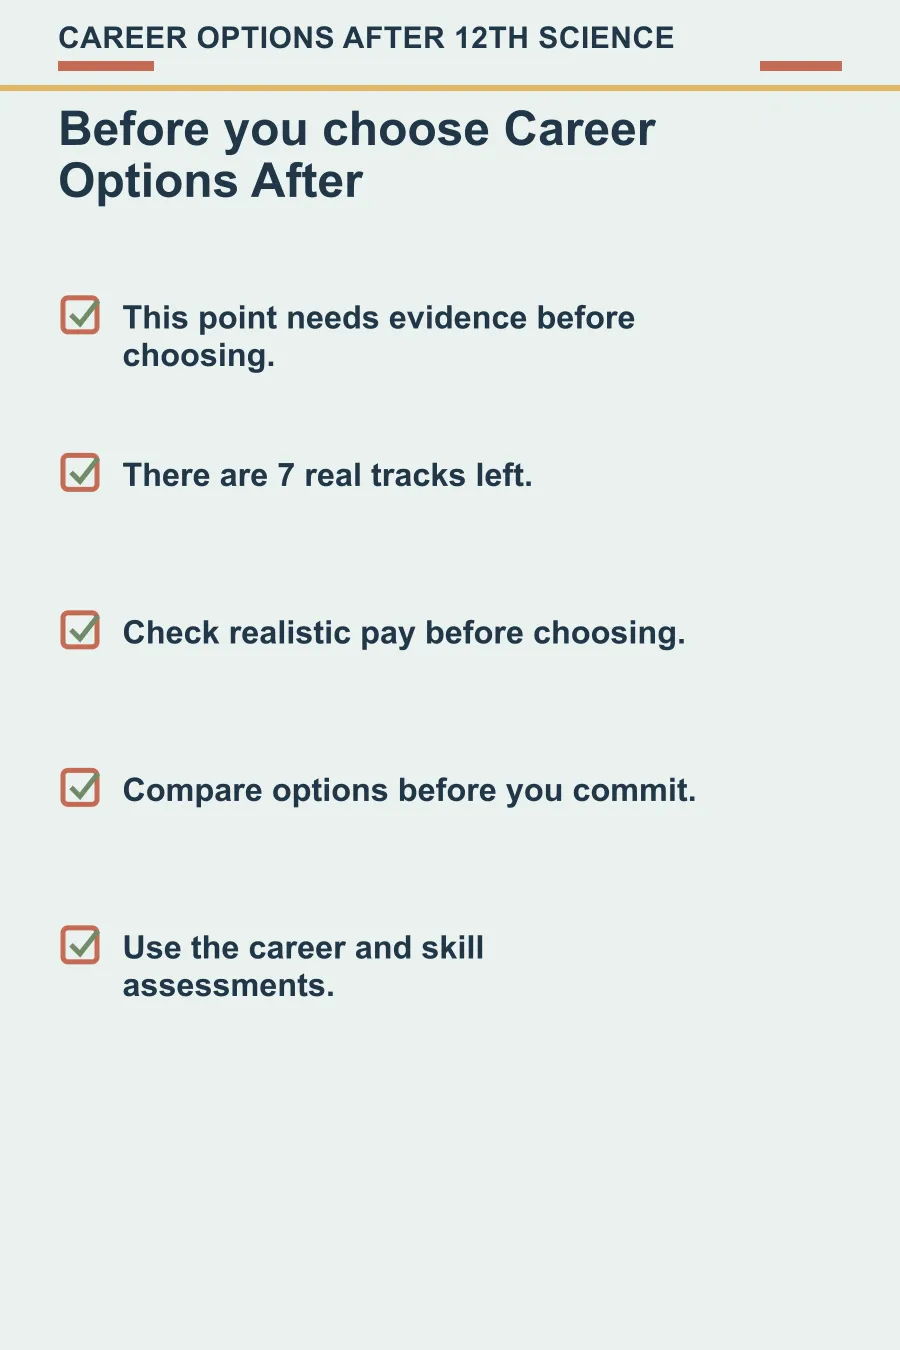 CAREER OPTIONS AFTER 12TH SCIENCE
Before you choose Career
Options After
This point needs evidence before
choosing.
There are 7 real tracks left.
Check realistic pay before choosing.
Compare options before you commit.
Use the career and skill
assessments.